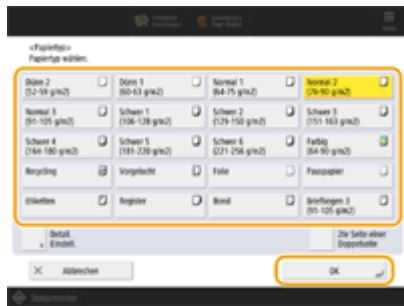 <Papiertyp>
Papiertyp wählen.
Dünn 2
(52-59 g/m2)
Dünn 1
(60-63 g/m2)
Normal 1
(64-75 g/m2)
Normal 2
(76-90 g/m2)
Normal 3
(91-105 g/m2)
Schwer 1
(106-128 g/m2)
Schwer 2
(129-150 g/m2)
Schwer 3
(151-163 g/m2)
Schwer 4
(164-180 g/m2)
Schwer 5
(181-220 g/m2)
Schwer 6
(221-256 g/m2)
Farbig
(64-90 g/m2)
Recycling
Vorgelocht
Folie
Pauspapier
Etiketten
Register
Bond
Briefbogen 3
(91-105 g/m2)
Detail.
Einstell.
2te Seite einer
Doppelseite
Abbrechen
OK